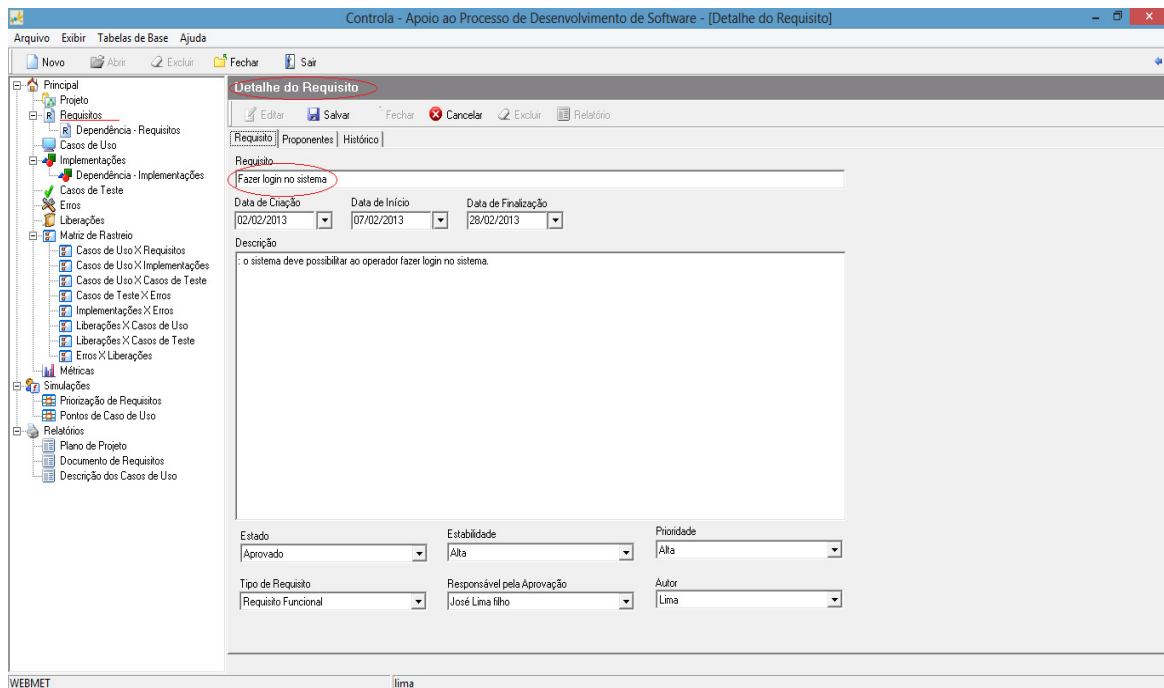 Controla - Apoio ao Processo de Desenvolvimento de Software - [Detalhe do Requisito]
Arquivo Exibir Tabelas de Base Ajuda
Novo Abrir Excluir Fechar Sair
Principal
Projeto
Requisitos
Dependência - Requisitos
Casos de Uso
Implementações
Dependência - Implementações
Casos de Teste
Erros
Liberações
Matriz de Rastreio
Casos de Uso X Requisitos
Casos de Uso X Implementações
Casos de Uso X Casos de Teste
Casos de Teste X Erros
Implementações X Erros
Liberações X Casos de Uso
Liberações X Casos de Teste
Erros X Liberações
Métricas
Simulações
Priorização de Requisitos
Pontos de Caso de Uso
Relatórios
Plano de Projeto
Documento de Requisitos
Descrição dos Casos de Uso
Detalhe do Requisito
Editar Salvar Fechar Cancelar Excluir Relatório
Requisito Proponentes Histórico
Requisito
Fazer login no sistema
Data de Criação Data de Início Data de Finalização
02/02/2013 07/02/2013 28/02/2013
Descrição
: o sistema deve possibilitar ao operador fazer login no sistema.
Estado Estabilidade Prioridade
Aprovado Alta Alta
Tipo de Requisito Responsável pela Aprovação Autor
Requisito Funcional José Lima filho Lima
WEBMET lima